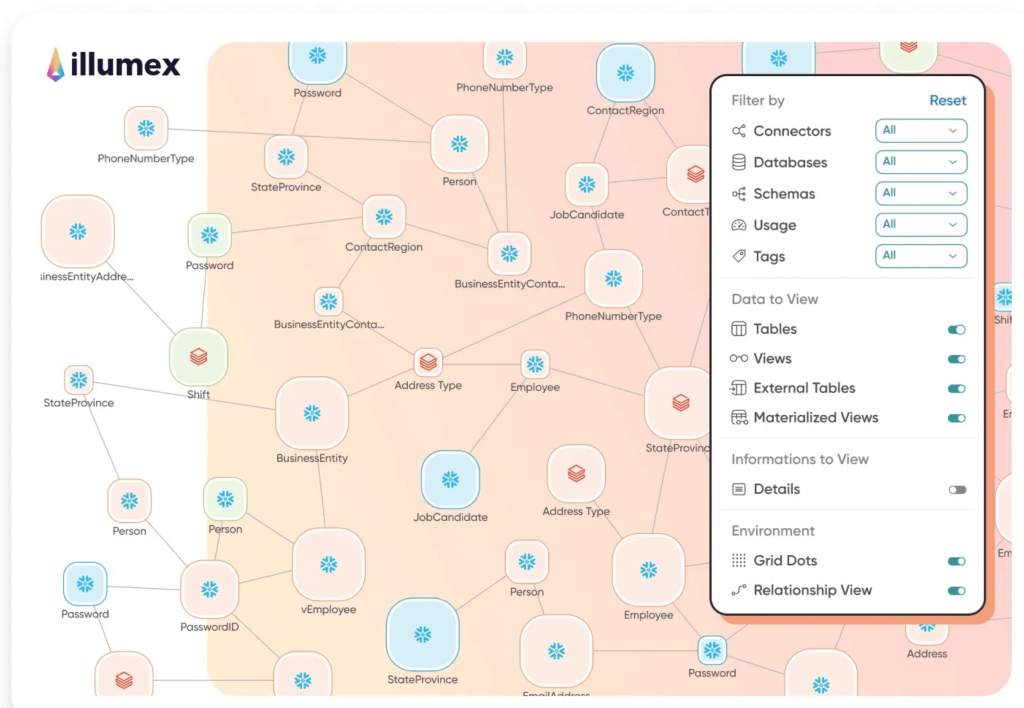 illumex
Password
PhoneNumberType
ContactRegion
PhoneNumberType
StateProvince
Person
JobCandidate
ContactT
ContactRegion
Password
BusinessEntityConta...
inessEntityAddre...
PhoneNumberType
BusinessEntityConta...
Shif
Address Type
Employee
Shift
StateProvince
BusinessEntity
StateProvinc
JobCandidate
Address Type
Person
Person
Person
Password
PasswordID
vEmployee
Employee
StateProvince
Password
Address
EmailAddress
Filter by
Reset
Connectors
All
Databases
All
Schemas
All
Usage
All
Tags
All
Data to View
Tables
Views
External Tables
Materialized Views
Informations to View
Details
Environment
Grid Dots
Relationship View